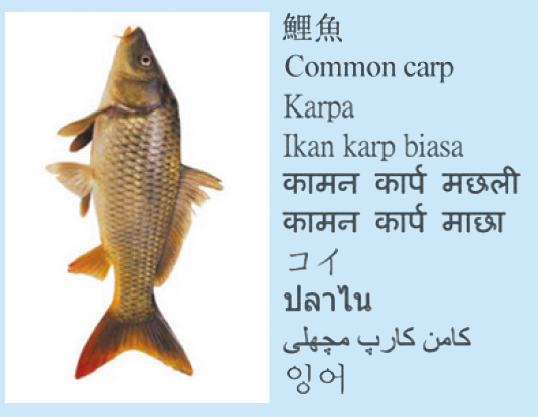 鯉魚
Common carp
Karpa
Ikan karp biasa
कामन कार्प मछली
कामन कार्प माछा
コイ
ปลาไน
کامن کارپ مچھلی
잉어